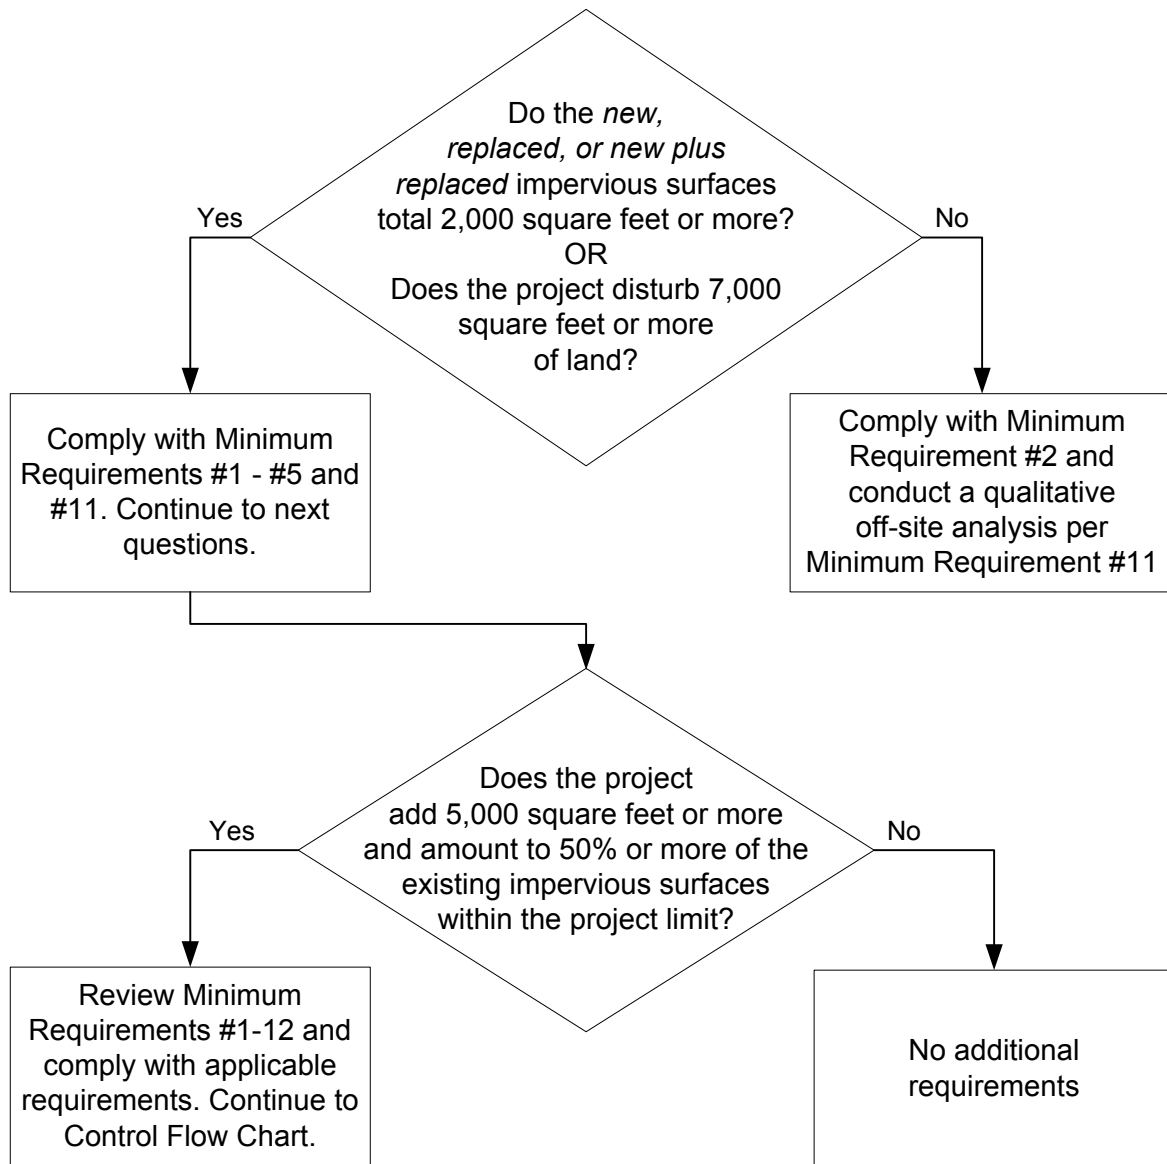 Do the new,
replaced, or new plus
replaced impervious surfaces
total 2,000 square feet or more?
OR
Does the project disturb 7,000
square feet or more
of land?
Yes
No
Comply with Minimum
Requirements #1 - #5 and
#11. Continue to next
questions.
Comply with Minimum
Requirement #2 and
conduct a qualitative
off-site analysis per
Minimum Requirement #11
Does the project
add 5,000 square feet or more
and amount to 50% or more of the
existing impervious surfaces
within the project limit?
Yes
No
Review Minimum
Requirements #1-12 and
comply with applicable
requirements. Continue to
Control Flow Chart.
No additional
requirements